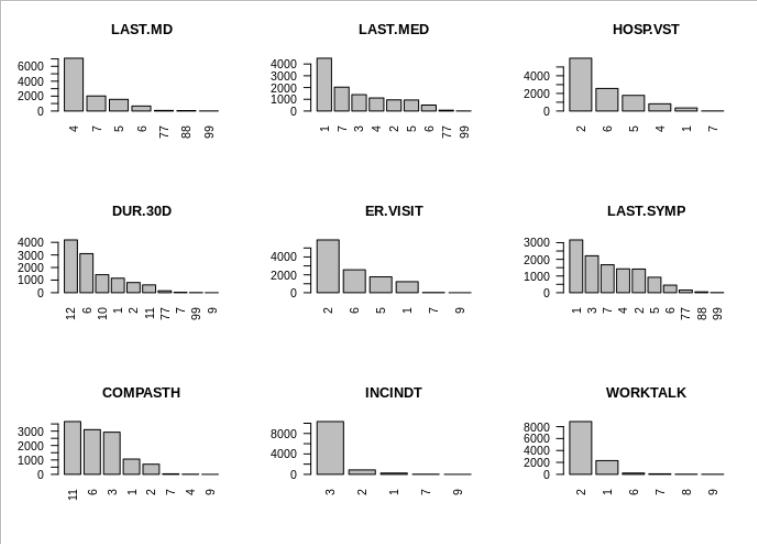 LAST.MD
6000
4000
2000
0
4 7 5 6 77 88 99
LAST.MED
4000
3000
2000
1000
0
1 7 3 4 2 5 6 77 99
HOSP.VST
4000
2000
0
2 6 5 4 1 7
DUR.30D
4000
3000
2000
1000
0
12 6 10 1 2 11 77 7 99 9
ER.VISIT
4000
2000
0
2 6 5 1 7 9
LAST.SYMP
3000
2000
1000
0
1 3 7 4 2 5 6 77 88 99
COMPASTH
3000
2000
1000
0
11 6 3 1 2 7 4 9
INCINDT
8000
4000
0
3 2 1 7 9
WORKTALK
8000
6000
4000
2000
0
2 1 6 7 8 9